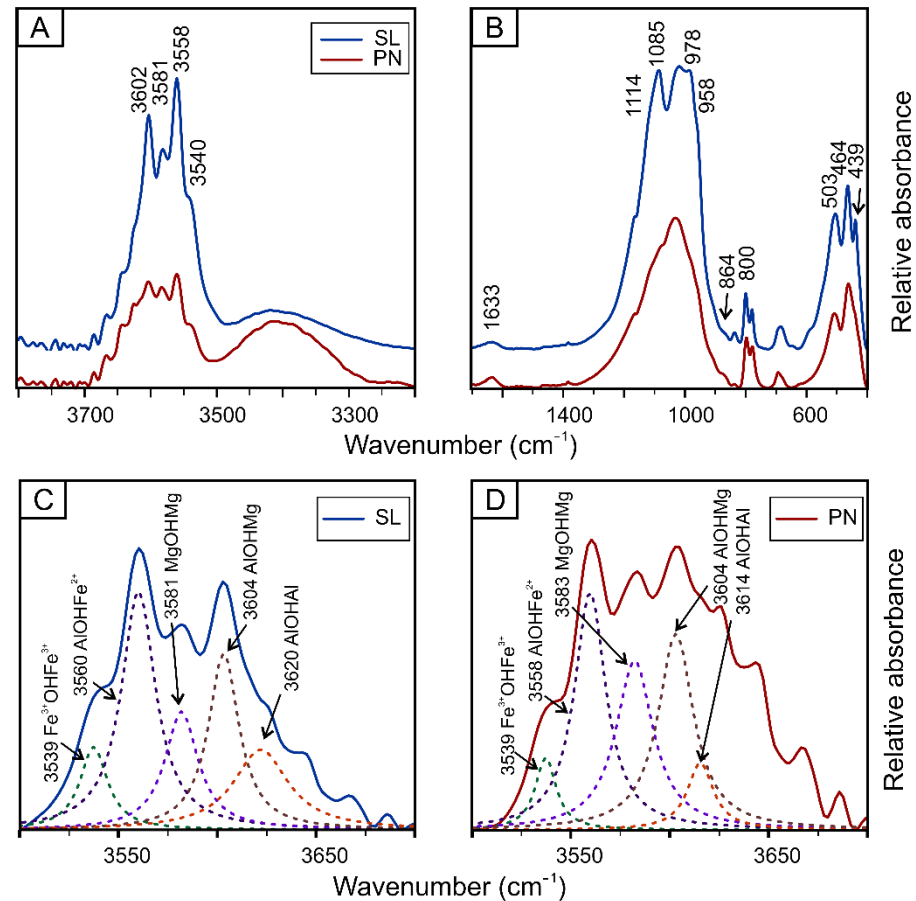 A
SL
PN
3602
3581
3558
3540
3700
3500
3300
B
1633
1114
1085
978
958
864
800
503
464
439
1400
1000
600
Relative absorbance
Wavenumber (cm⁻¹)
C
SL
3539 Fe³⁺OHFe³⁺
3560 AlOHFe²⁺
3581 MgOHMg
3604 AlOHMg
3620 AlOHAl
3550
3650
Wavenumber (cm⁻¹)
D
PN
3539 Fe³⁺OHFe³⁺
3558 AlOHFe²⁺
3583 MgOHMg
3604 AlOHMg
3614 AlOHAl
3550
3650
Relative absorbance
Wavenumber (cm⁻¹)